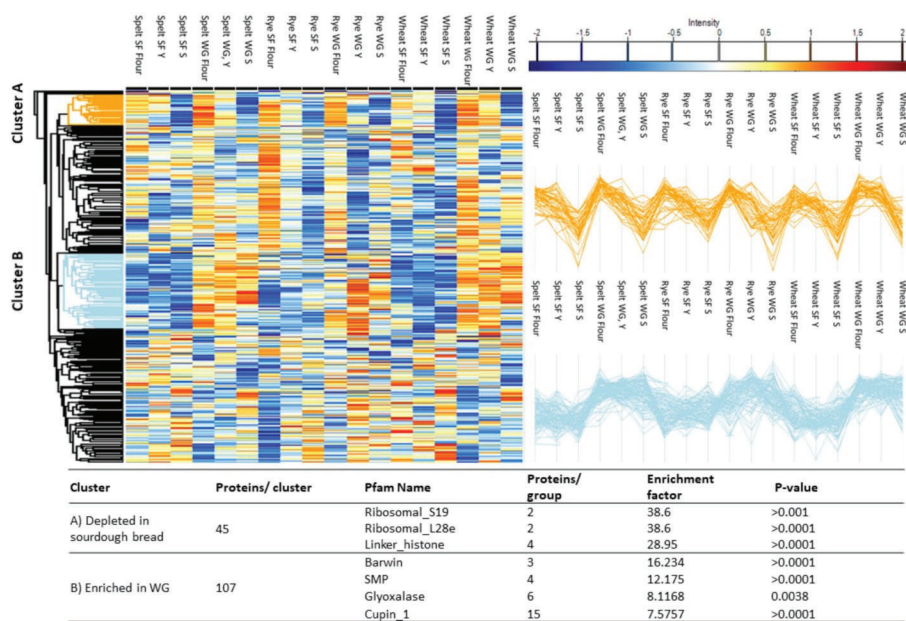 Spelt SF Flour
Spelt SF Y
Spelt SF S
Spelt WG Flour
Spelt WG, Y
Spelt WG S
Rye SF Flour
Rye SF Y
Rye SF S
Rye WG Flour
Rye WG Y
Rye WG S
Wheat SF Flour
Wheat SF Y
Wheat SF S
Wheat WG Flour
Wheat WG Y
Wheat WG S
Intensity
-2 -1.5 -1 -0.5 0 0.5 1 1.5 2
Cluster A
Cluster B
Spelt SF Flour
Spelt SF Y
Spelt SF S
Spelt WG Flour
Spelt WG, Y
Spelt WG S
Rye SF Flour
Rye SF Y
Rye SF S
Rye WG Flour
Rye WG Y
Rye WG S
Wheat SF Flour
Wheat SF Y
Wheat SF S
Wheat WG Flour
Wheat WG Y
Wheat WG S
Spelt SF Flour
Spelt SF Y
Spelt SF S
Spelt WG Flour
Spelt WG, Y
Spelt WG S
Rye SF Flour
Rye SF Y
Rye SF S
Rye WG Flour
Rye WG Y
Rye WG S
Wheat SF Flour
Wheat SF Y
Wheat SF S
Wheat WG Flour
Wheat WG Y
Wheat WG S
Cluster Proteins/ cluster Pfam Name Proteins/ group Enrichment factor P-value
A) Depleted in sourdough bread 45 Ribosomal_S19 2 38.6 >0.001
Ribosomal_L28e 2 38.6 >0.0001
Linker_histone 4 28.95 >0.0001
B) Enriched in WG 107 Barwin 3 16.234 >0.0001
SMP 4 12.175 >0.0001
Glyoxalase 6 8.1168 0.0038
Cupin_1 15 7.5757 >0.0001